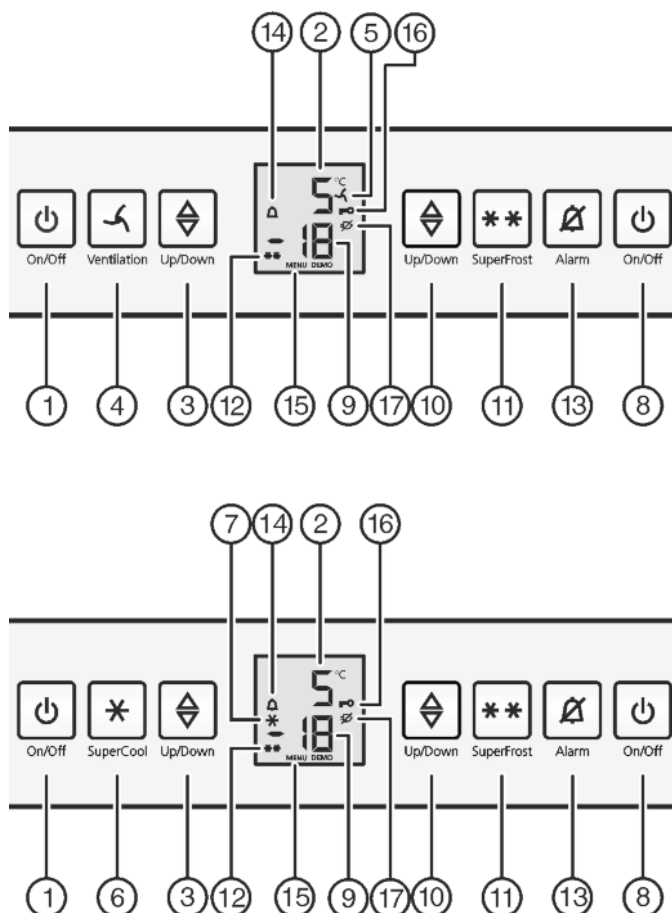 14 2 5 16
5 °C
18
MENU DEMO
On/Off Ventilation Up/Down Up/Down SuperFrost Alarm On/Off
1 4 3 12 15 9 17 10 11 13 8
7 14 2 16
5 °C
18
MENU DEMO
On/Off SuperCool Up/Down Up/Down SuperFrost Alarm On/Off
1 6 3 12 15 9 17 10 11 13 8